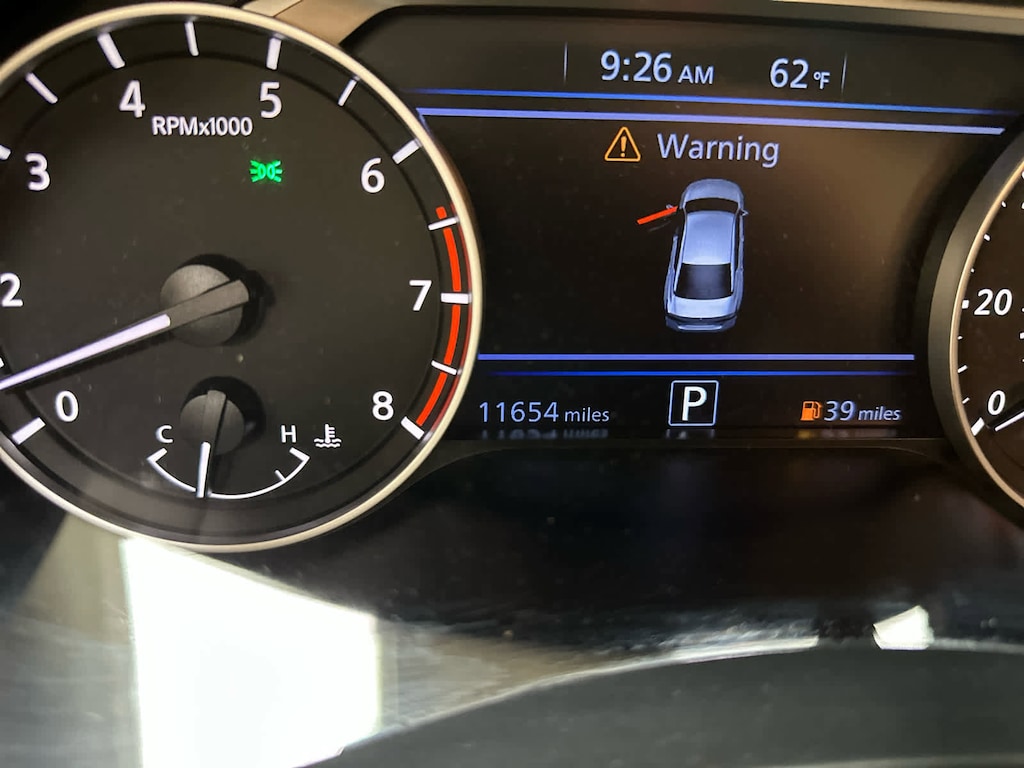 9:26 AM 62°F
Warning
4 5
RPMx1000
3 6
2 7
0 8
C H
11654 miles P 39 miles
20
0